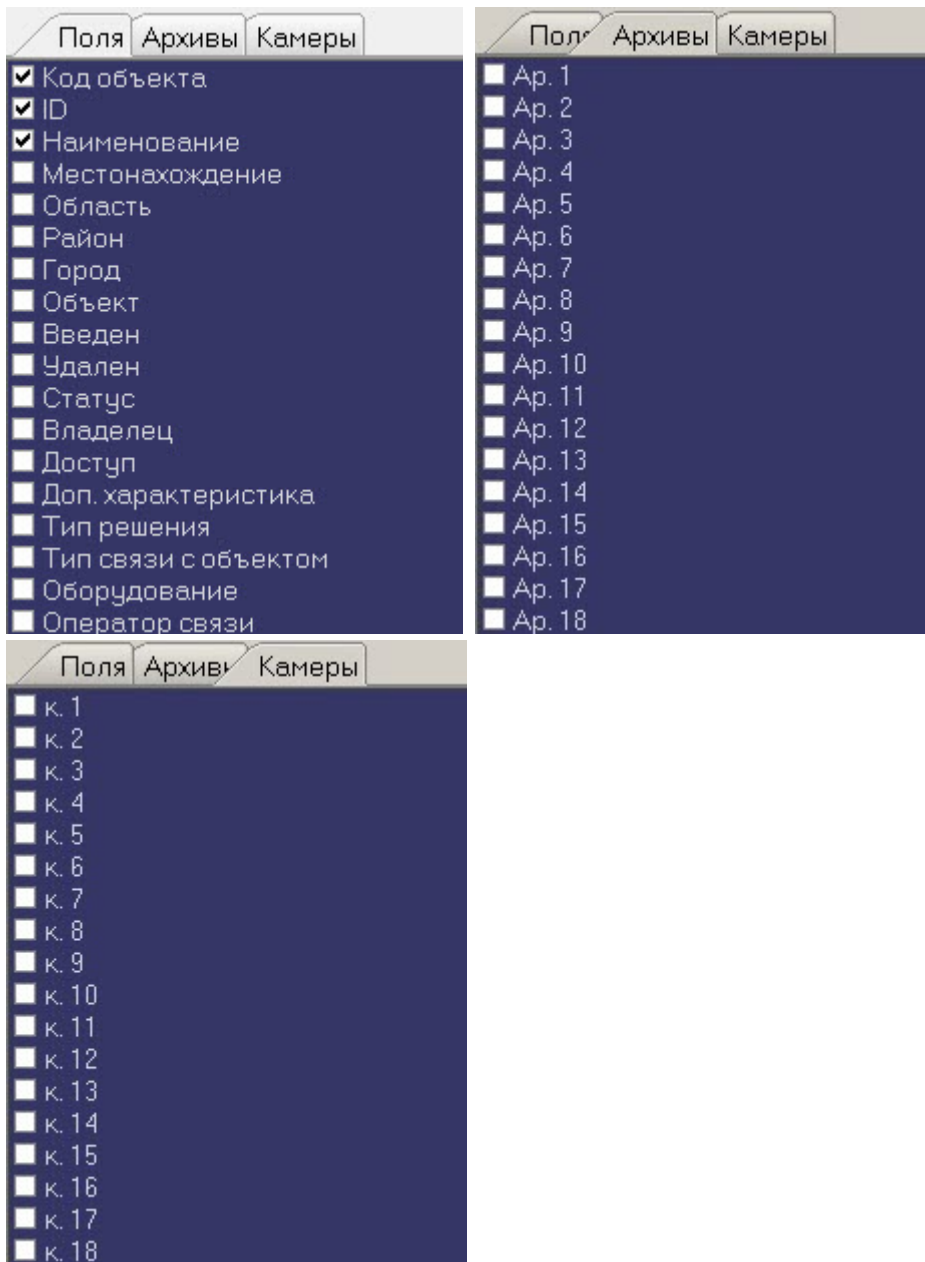 Поля Архивы Камеры
Код объекта
ID
Наименование
Местонахождение
Область
Район
Город
Объект
Введен
Удален
Статус
Владелец
Доступ
Доп. характеристика
Тип решения
Тип связи с объектом
Оборудование
Оператор связи
Поля Архивы Камеры
Ар. 1
Ар. 2
Ар. 3
Ар. 4
Ар. 5
Ар. 6
Ар. 7
Ар. 8
Ар. 9
Ар. 10
Ар. 11
Ар. 12
Ар. 13
Ар. 14
Ар. 15
Ар. 16
Ар. 17
Ар. 18
Поля Архивы Камеры
к. 1
к. 2
к. 3
к. 4
к. 5
к. 6
к. 7
к. 8
к. 9
к. 10
к. 11
к. 12
к. 13
к. 14
к. 15
к. 16
к. 17
к. 18